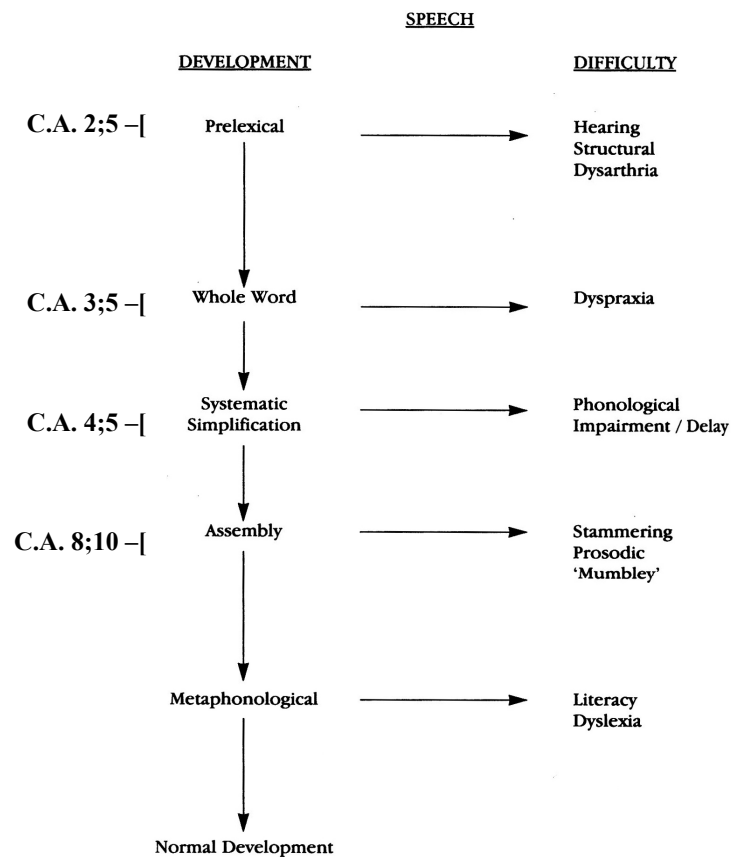 SPEECH
DEVELOPMENT
DIFFICULTY
C.A. 2;5 –[
Prelexical
Hearing
Structural
Dysarthria
C.A. 3;5 –[
Whole Word
Dyspraxia
C.A. 4;5 –[
Systematic
Simplification
Phonological
Impairment / Delay
C.A. 8;10 –[
Assembly
Stammering
Prosodic
'Mumbley'
Metaphonological
Literacy
Dyslexia
Normal Development